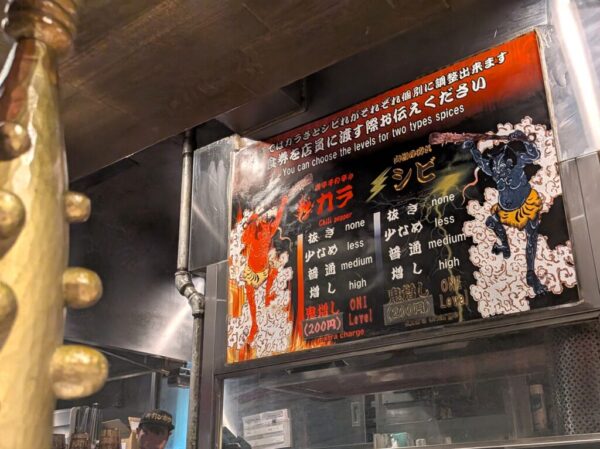 ではカラさとシビれがそれぞれ個別に調整出来ます
食券を店員に渡す際お伝えください
You can choose the levels for two types spices
カラ
Chili pepper
抜き none
少なめ less
普通 medium
増し high
鬼増し ONI
(200円) Level
Extra Charge
シビ
抜き none
少なめ less
普通 medium
増し high
鬼増し ONI
(200円) Level